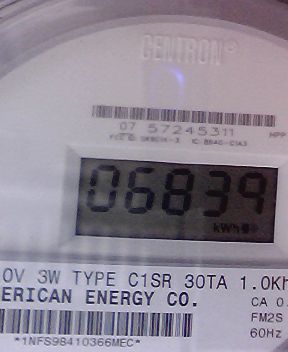 CENTRON®
07 57245311
06839
kWh
0V 3W TYPE C1SR 30TA 1.0Kh
ERICAN ENERGY CO.
CA 0.
FM2S
60Hz
*1NFS98410366MEC*